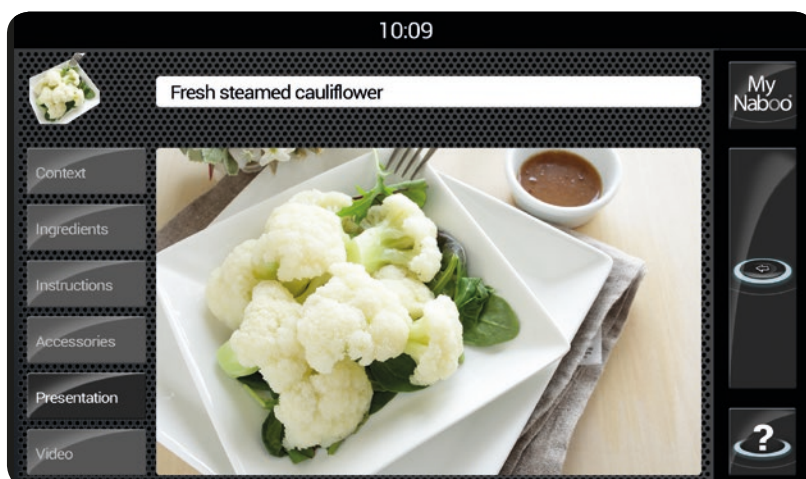 10:09
Fresh steamed cauliflower
My
Naboo
Context
Ingredients
Instructions
Accessories
Presentation
Video
?